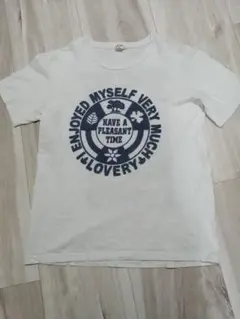 I ENJOYED MYSELF VERY MUCH
HAVE A
PLEASANT
TIME
LOVERY